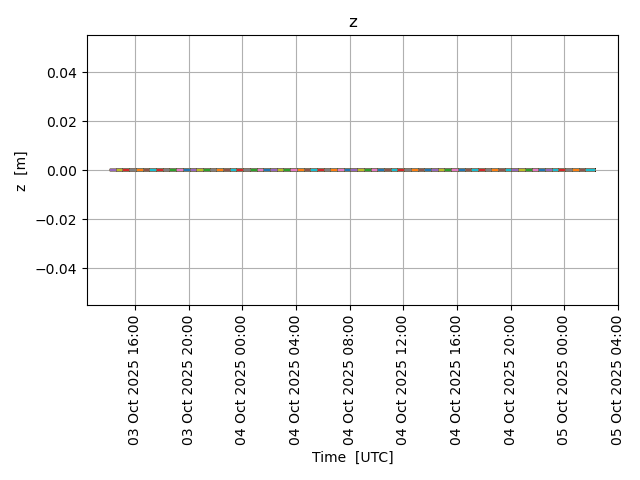 z
0.04
0.02
0.00
−0.02
−0.04
z [m]
03 Oct 2025 16:00
03 Oct 2025 20:00
04 Oct 2025 00:00
04 Oct 2025 04:00
04 Oct 2025 08:00
04 Oct 2025 12:00
04 Oct 2025 16:00
04 Oct 2025 20:00
05 Oct 2025 00:00
05 Oct 2025 04:00
Time [UTC]